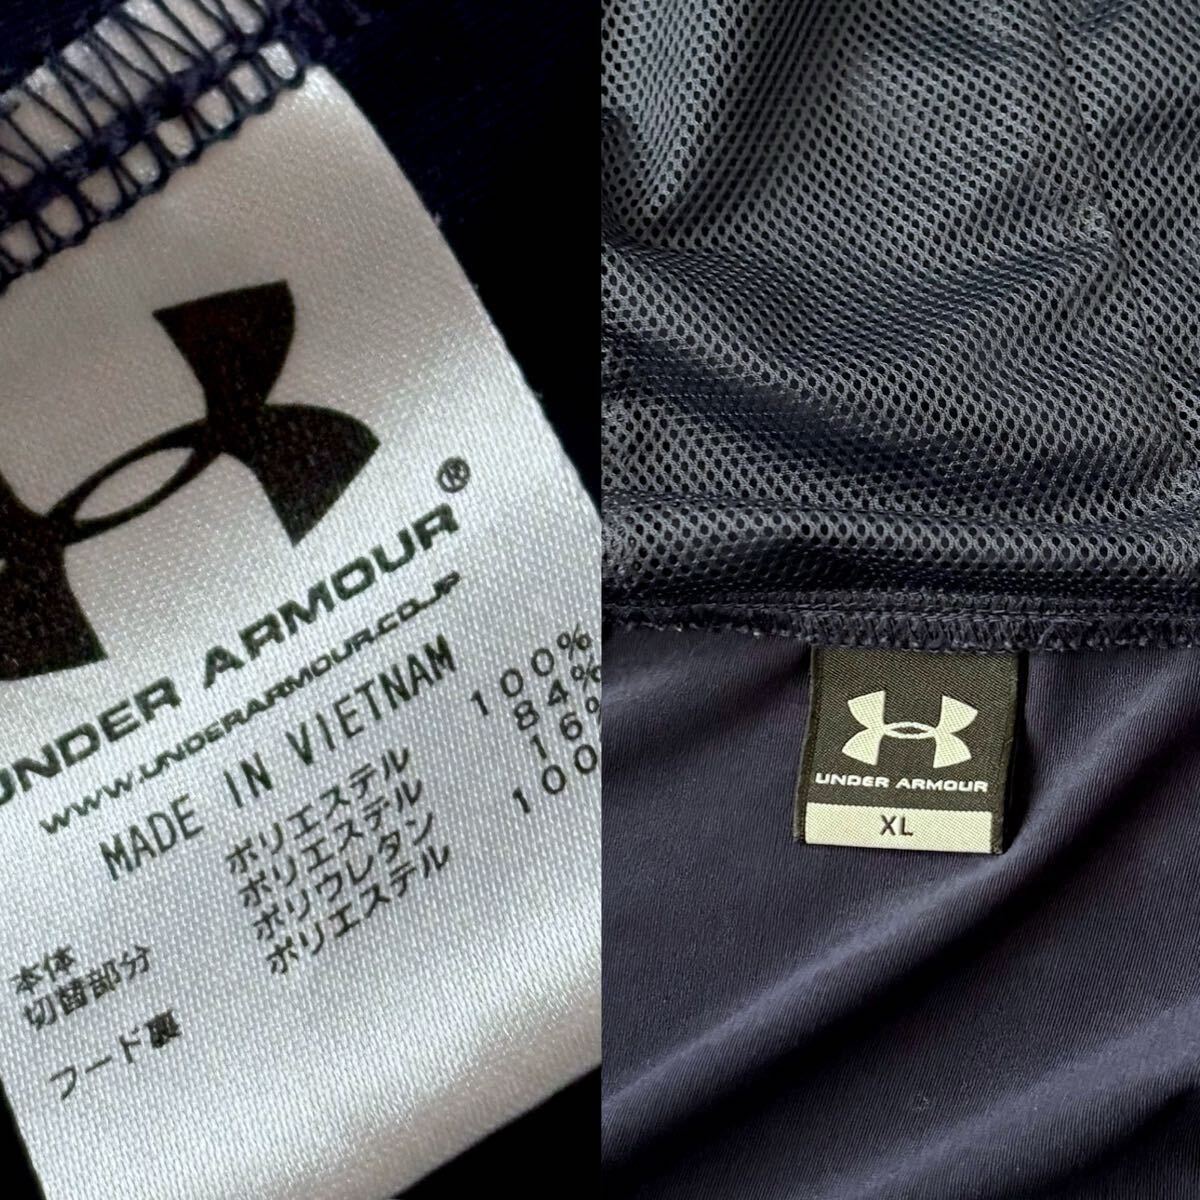 UNDER ARMOUR®
WWW.UNDERARMOUR.CO.JP
MADE IN VIETNAM
本体 ポリエステル 100%
切替部分 ポリエステル 84%
ポリウレタン 16%
フード裏 ポリエステル 100
UNDER ARMOUR
XL